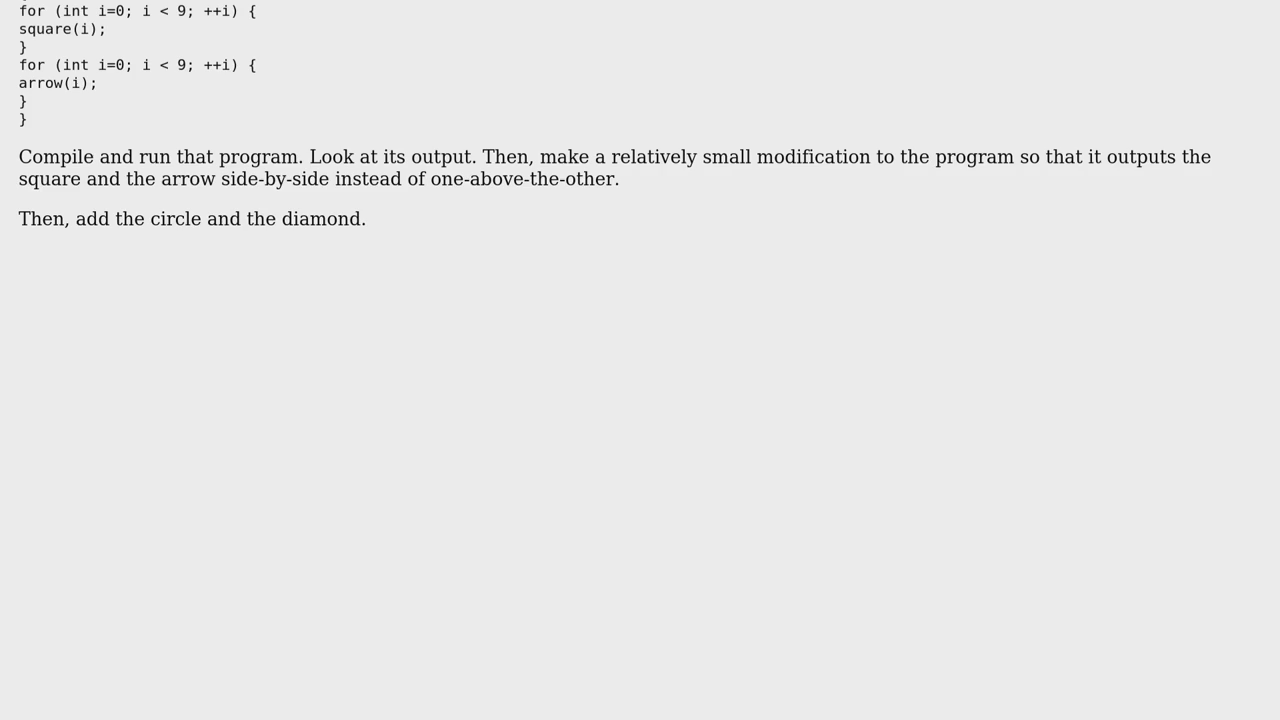 for (int i=0; i < 9; ++i) {
square(i);
}
for (int i=0; i < 9; ++i) {
arrow(i);
}
}
Compile and run that program. Look at its output. Then, make a relatively small modification to the program so that it outputs the
square and the arrow side-by-side instead of one-above-the-other.
Then, add the circle and the diamond.